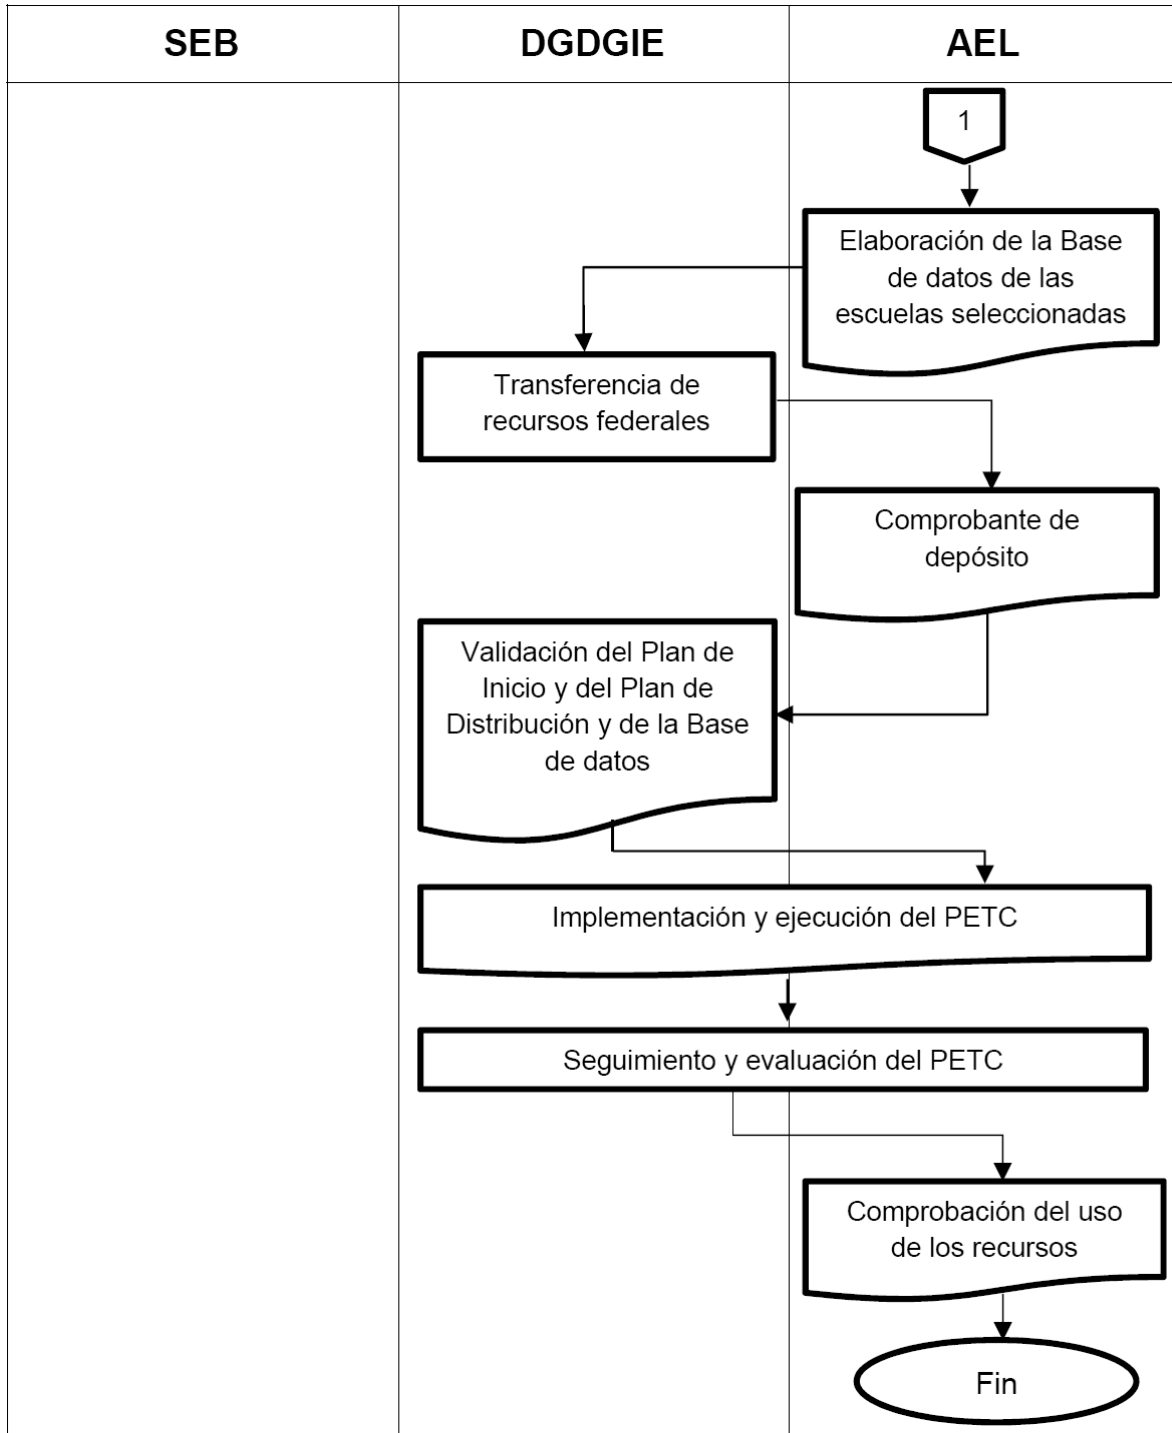 SEB
DGDGIE
AEL
1
Elaboración de la Base
de datos de las
escuelas seleccionadas
Transferencia de
recursos federales
Comprobante de
depósito
Validación del Plan de
Inicio y del Plan de
Distribución y de la Base
de datos
Implementación y ejecución del PETC
Seguimiento y evaluación del PETC
Comprobación del uso
de los recursos
Fin